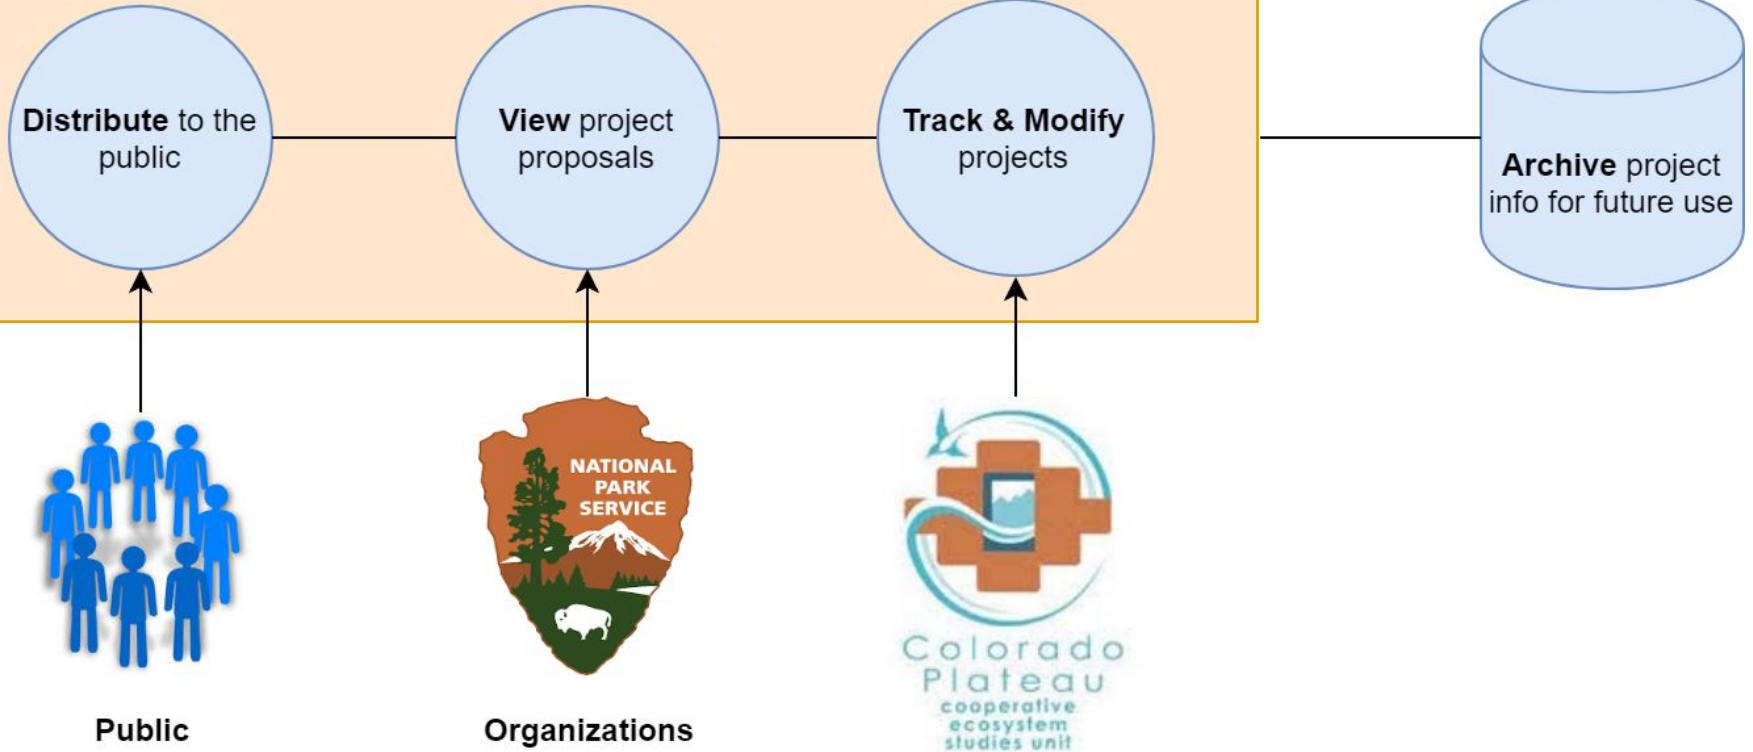 Distribute to the
public
View project
proposals
Track & Modify
projects
Archive project
info for future use
NATIONAL
PARK
SERVICE
Colorado
Plateau
cooperative
ecosystem
studies unit
Public
Organizations